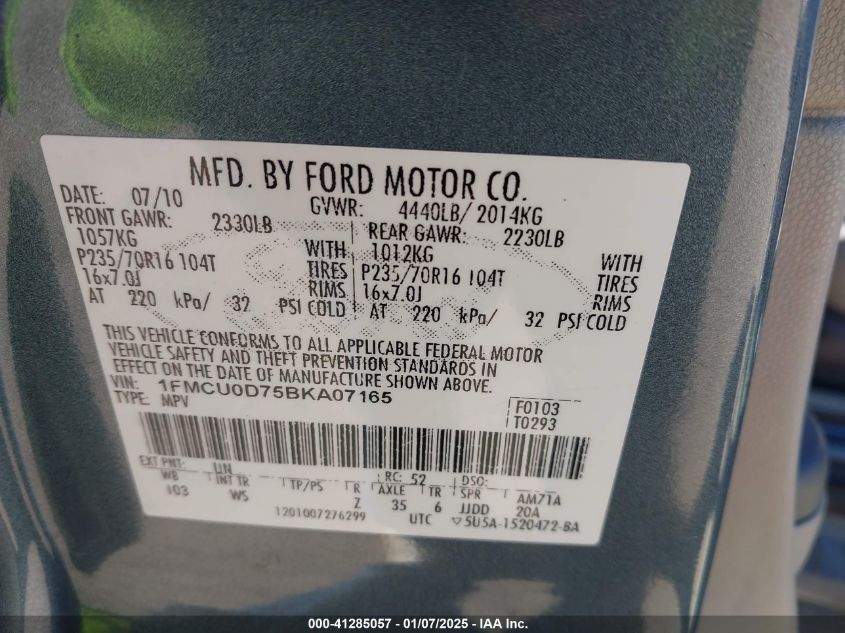 MFD. BY FORD MOTOR CO.
DATE: 07/10 GVWR: 4440LB/ 2014KG
FRONT GAWR: 2330LB REAR GAWR: 2230LB
1057KG WITH 1012KG WITH
P235/70R16 104T TIRES P235/70R16 104T TIRES
16x7.0J RIMS 16x7.0J RIMS
AT 220 kPa/ 32 PSI COLD AT 220 kPa/ 32 PSI COLD
THIS VEHICLE CONFORMS TO ALL APPLICABLE FEDERAL MOTOR
VEHICLE SAFETY AND THEFT PREVENTION STANDARDS IN
EFFECT ON THE DATE OF MANUFACTURE SHOWN ABOVE.
VIN: 1FMCU0D75BKA07165
TYPE: MPV
F0103
T0293
EXT PNT: UN RC: 52 DSO:
WB INT TR TP/PS R AXLE TR SPR AM71A
103 WS Z 35 6 JJDD 20A
1201007276299 UTC ▽5U5A-1520472-BA
000-41285057 - 01/07/2025 - IAA Inc.